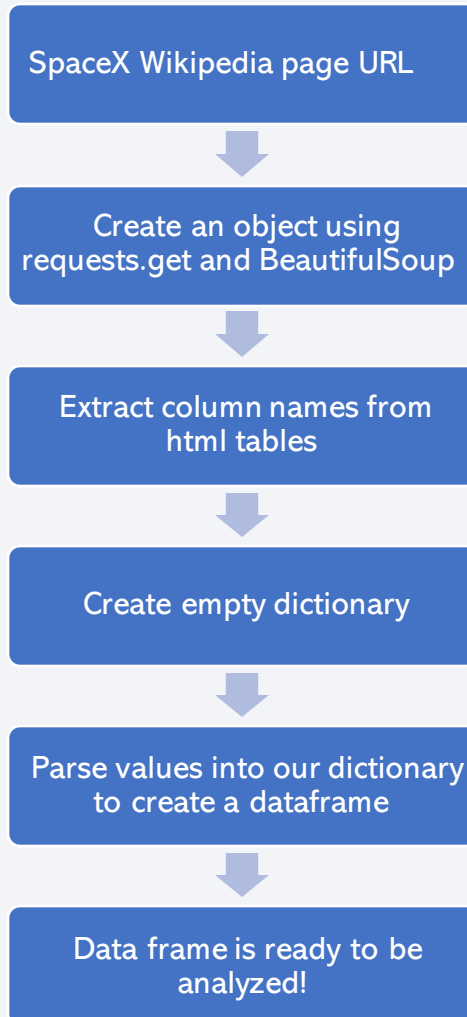 SpaceX Wikipedia page URL
Create an object using
requests.get and BeautifulSoup
Extract column names from
html tables
Create empty dictionary
Parse values into our dictionary
to create a dataframe
Data frame is ready to be
analyzed!